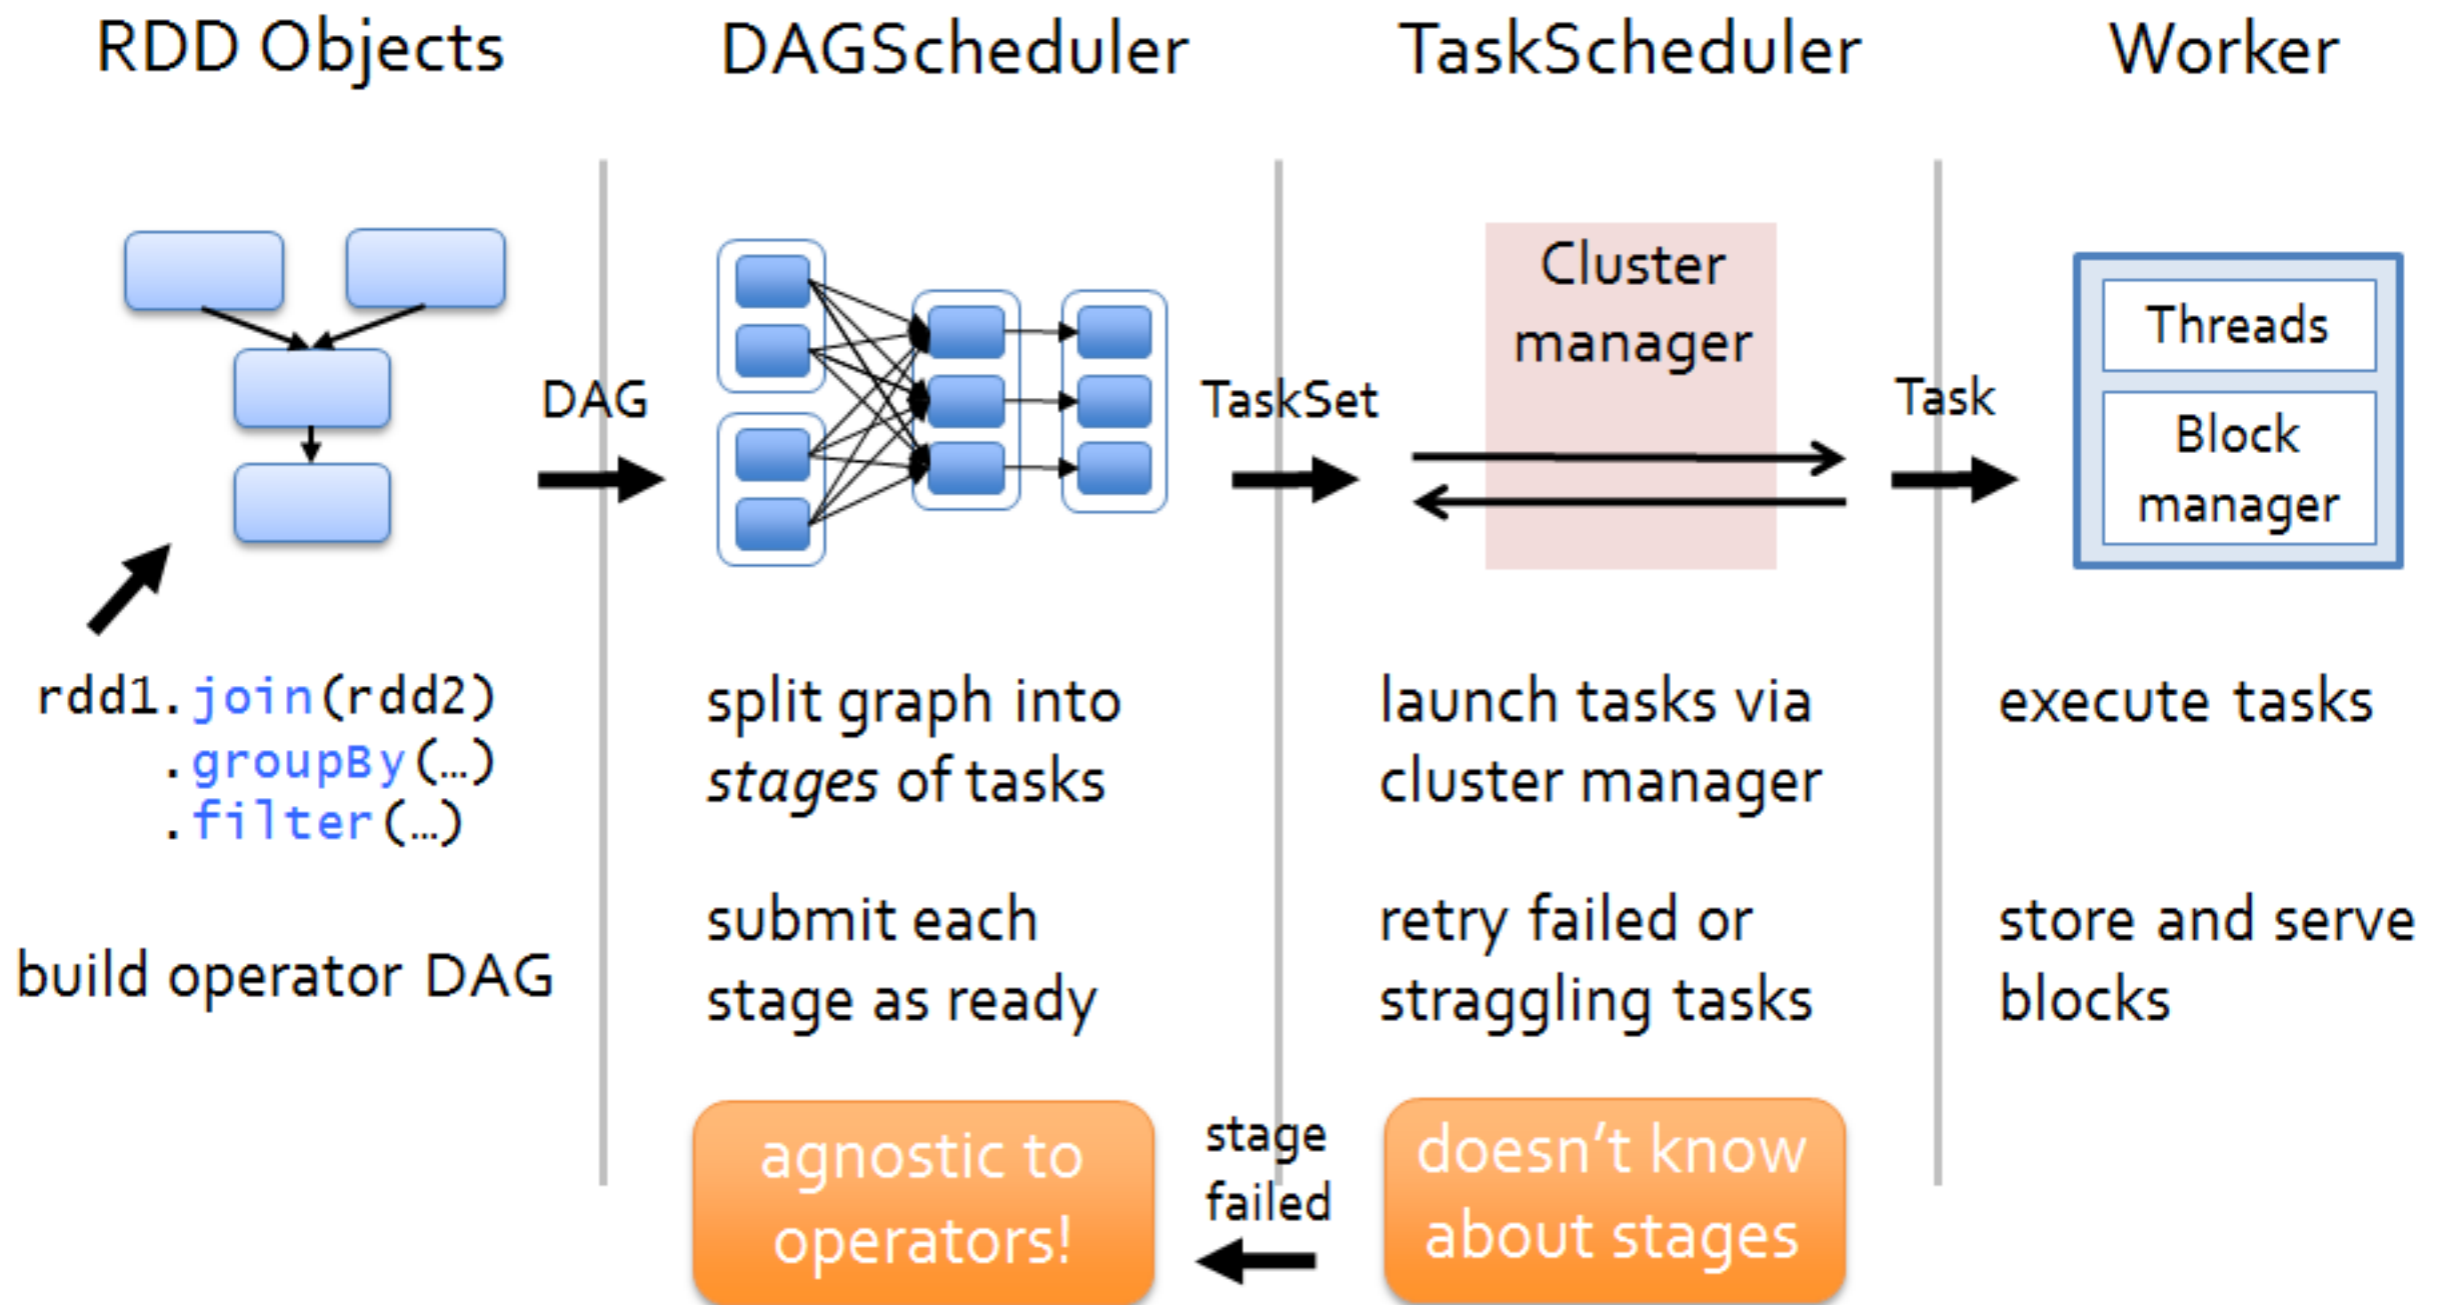 RDD Objects
DAGScheduler
TaskScheduler
Worker
DAG
TaskSet
Cluster
manager
Task
Threads
Block
manager
rdd1.join(rdd2)
.groupBy(…)
.filter(…)
build operator DAG
split graph into
stages of tasks
submit each
stage as ready
agnostic to
operators!
launch tasks via
cluster manager
retry failed or
straggling tasks
stage
failed
doesn’t know
about stages
execute tasks
store and serve
blocks